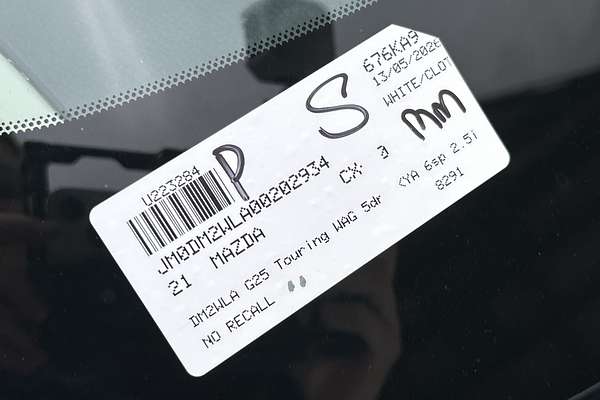 676KA9
13/05/2026
WHITE/CLOT
S
mm
U223284
P
JM0DM2WLA00202934
21 MAZDA CX- 3
DM2WLA G25 Touring WAG 5dr
YA 6sp 2.5i
8291
NO RECALL